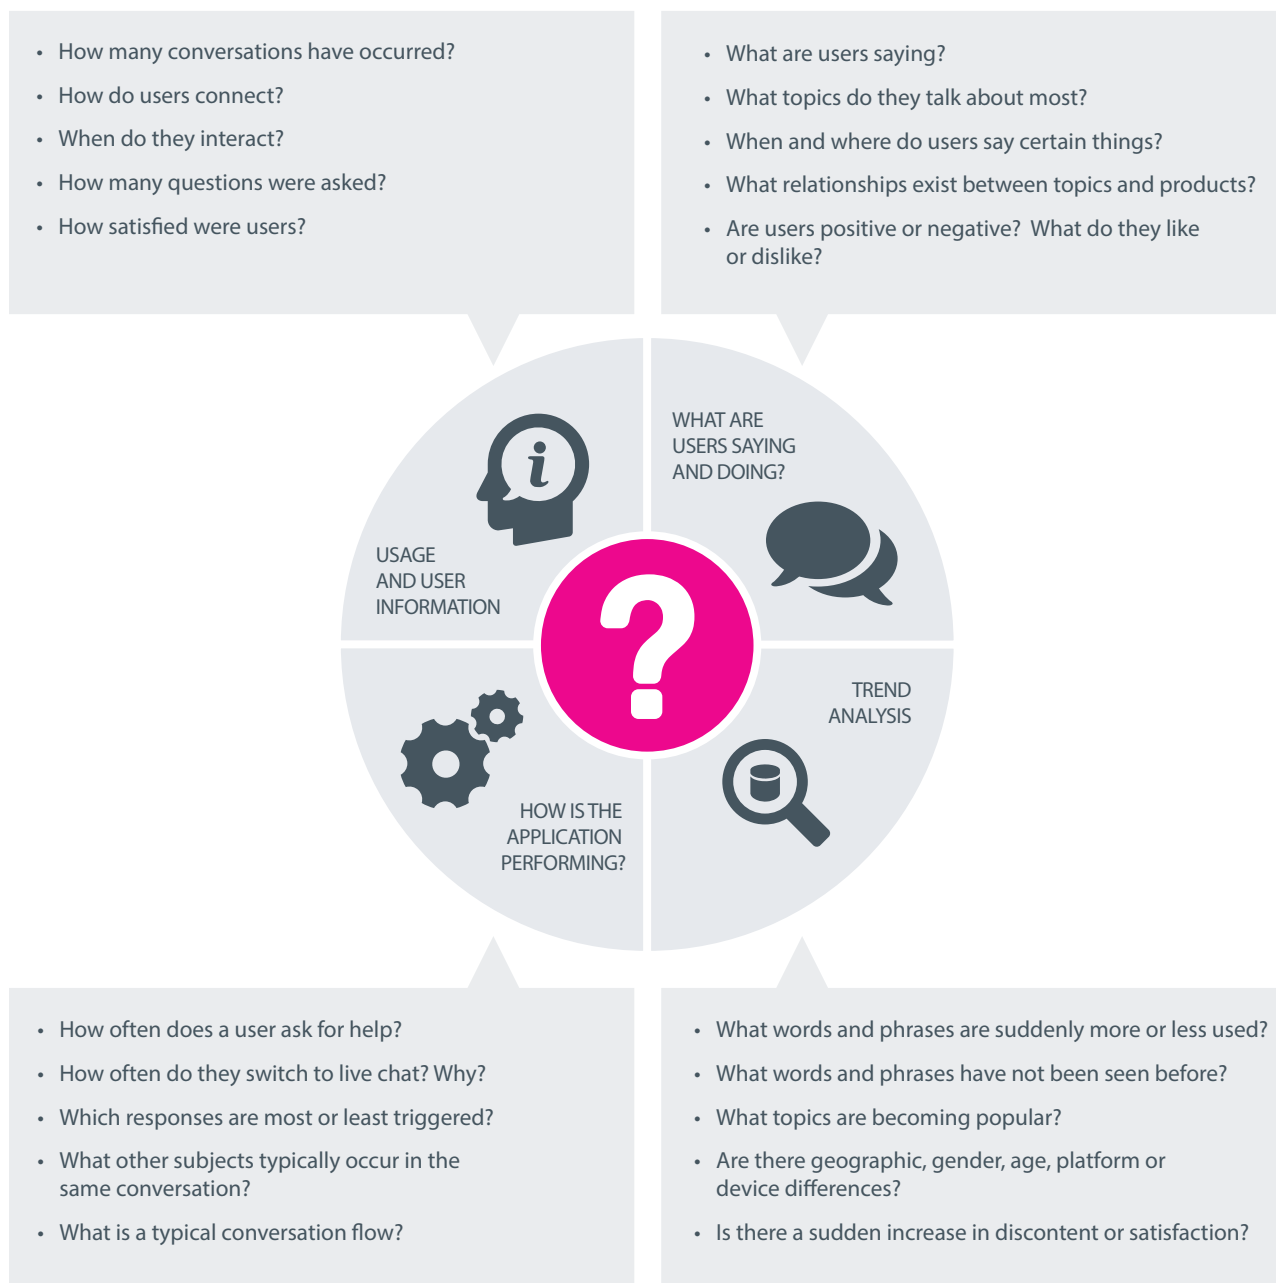 • How many conversations have occurred?
• How do users connect?
• When do they interact?
• How many questions were asked?
• How satisfied were users?
• What are users saying?
• What topics do they talk about most?
• When and where do users say certain things?
• What relationships exist between topics and products?
• Are users positive or negative?  What do they like
or dislike?
USAGE
AND USER
INFORMATION
i
WHAT ARE
USERS SAYING
AND DOING?
?
HOW IS THE
APPLICATION
PERFORMING?
TREND
ANALYSIS
• How often does a user ask for help?
• How often do they switch to live chat? Why?
• Which responses are most or least triggered?
• What other subjects typically occur in the
same conversation?
• What is a typical conversation flow?
• What words and phrases are suddenly more or less used?
• What words and phrases have not been seen before?
• What topics are becoming popular?
• Are there geographic, gender, age, platform or
device differences?
• Is there a sudden increase in discontent or satisfaction?